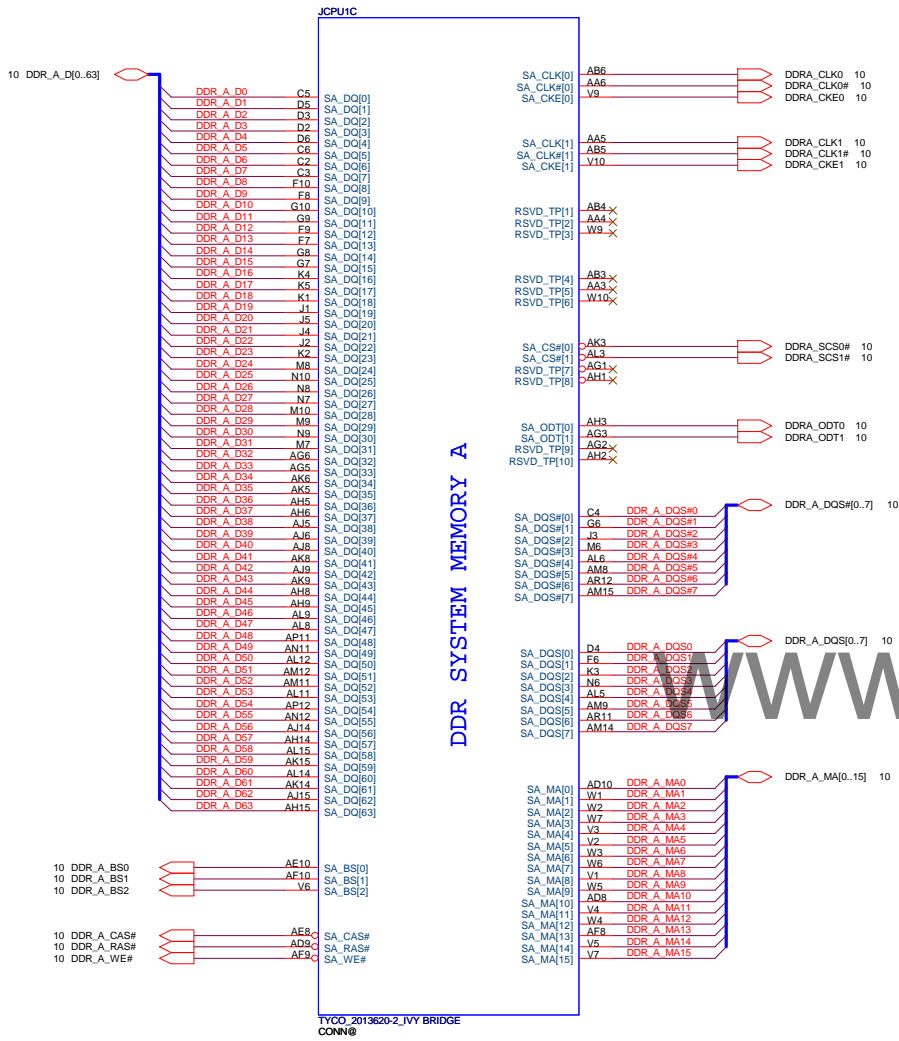 JCPU1C
10 DDR_A_D[0..63]
DDR_A_D0 C5 SA_DQ[0]
DDR_A_D1 D5 SA_DQ[1]
DDR_A_D2 D3 SA_DQ[2]
DDR_A_D3 D2 SA_DQ[3]
DDR_A_D4 D6 SA_DQ[4]
DDR_A_D5 C6 SA_DQ[5]
DDR_A_D6 C2 SA_DQ[6]
DDR_A_D7 C3 SA_DQ[7]
DDR_A_D8 F10 SA_DQ[8]
DDR_A_D9 F8 SA_DQ[9]
DDR_A_D10 G10 SA_DQ[10]
DDR_A_D11 G9 SA_DQ[11]
DDR_A_D12 F9 SA_DQ[12]
DDR_A_D13 F7 SA_DQ[13]
DDR_A_D14 G8 SA_DQ[14]
DDR_A_D15 G7 SA_DQ[15]
DDR_A_D16 K4 SA_DQ[16]
DDR_A_D17 K5 SA_DQ[17]
DDR_A_D18 K1 SA_DQ[18]
DDR_A_D19 J1 SA_DQ[19]
DDR_A_D20 J5 SA_DQ[20]
DDR_A_D21 J4 SA_DQ[21]
DDR_A_D22 J2 SA_DQ[22]
DDR_A_D23 K2 SA_DQ[23]
DDR_A_D24 M8 SA_DQ[24]
DDR_A_D25 N10 SA_DQ[25]
DDR_A_D26 N8 SA_DQ[26]
DDR_A_D27 N7 SA_DQ[27]
DDR_A_D28 M10 SA_DQ[28]
DDR_A_D29 M9 SA_DQ[29]
DDR_A_D30 N9 SA_DQ[30]
DDR_A_D31 M7 SA_DQ[31]
DDR_A_D32 AG6 SA_DQ[32]
DDR_A_D33 AG5 SA_DQ[33]
DDR_A_D34 AK6 SA_DQ[34]
DDR_A_D35 AK5 SA_DQ[35]
DDR_A_D36 AH5 SA_DQ[36]
DDR_A_D37 AH6 SA_DQ[37]
DDR_A_D38 AJ5 SA_DQ[38]
DDR_A_D39 AJ6 SA_DQ[39]
DDR_A_D40 AJ8 SA_DQ[40]
DDR_A_D41 AK8 SA_DQ[41]
DDR_A_D42 AJ9 SA_DQ[42]
DDR_A_D43 AK9 SA_DQ[43]
DDR_A_D44 AH8 SA_DQ[44]
DDR_A_D45 AH9 SA_DQ[45]
DDR_A_D46 AL9 SA_DQ[46]
DDR_A_D47 AL8 SA_DQ[47]
DDR_A_D48 AP11 SA_DQ[48]
DDR_A_D49 AN11 SA_DQ[49]
DDR_A_D50 AL12 SA_DQ[50]
DDR_A_D51 AM12 SA_DQ[51]
DDR_A_D52 AM11 SA_DQ[52]
DDR_A_D53 AL11 SA_DQ[53]
DDR_A_D54 AP12 SA_DQ[54]
DDR_A_D55 AN12 SA_DQ[55]
DDR_A_D56 AJ14 SA_DQ[56]
DDR_A_D57 AH14 SA_DQ[57]
DDR_A_D58 AL15 SA_DQ[58]
DDR_A_D59 AK15 SA_DQ[59]
DDR_A_D60 AL14 SA_DQ[60]
DDR_A_D61 AK14 SA_DQ[61]
DDR_A_D62 AJ15 SA_DQ[62]
DDR_A_D63 AH15 SA_DQ[63]
10 DDR_A_BS0 AE10 SA_BS[0]
10 DDR_A_BS1 AF10 SA_BS[1]
10 DDR_A_BS2 V6 SA_BS[2]
10 DDR_A_CAS# AE8 SA_CAS#
10 DDR_A_RAS# AD9 SA_RAS#
10 DDR_A_WE# AF9 SA_WE#
DDR SYSTEM MEMORY A
SA_CLK[0] AB6 DDRA_CLK0 10
SA_CLK#[0] AA6 DDRA_CLK0# 10
SA_CKE[0] V9 DDRA_CKE0 10
SA_CLK[1] AA5 DDRA_CLK1 10
SA_CLK#[1] AB5 DDRA_CLK1# 10
SA_CKE[1] V10 DDRA_CKE1 10
RSVD_TP[1] AB4
RSVD_TP[2] AA4
RSVD_TP[3] W9
RSVD_TP[4] AB3
RSVD_TP[5] AA3
RSVD_TP[6] W10
SA_CS#[0] AK3 DDRA_SCS0# 10
SA_CS#[1] AL3 DDRA_SCS1# 10
RSVD_TP[7] AG1
RSVD_TP[8] AH1
SA_ODT[0] AH3 DDRA_ODT0 10
SA_ODT[1] AG3 DDRA_ODT1 10
RSVD_TP[9] AG2
RSVD_TP[10] AH2
DDR_A_DQS#[0..7] 10
SA_DQS#[0] C4 DDR_A_DQS#0
SA_DQS#[1] G6 DDR_A_DQS#1
SA_DQS#[2] J3 DDR_A_DQS#2
SA_DQS#[3] M6 DDR_A_DQS#3
SA_DQS#[4] AL6 DDR_A_DQS#4
SA_DQS#[5] AM8 DDR_A_DQS#5
SA_DQS#[6] AR12 DDR_A_DQS#6
SA_DQS#[7] AM15 DDR_A_DQS#7
DDR_A_DQS[0..7] 10
SA_DQS[0] D4 DDR_A_DQS0
SA_DQS[1] F6 DDR_A_DQS1
SA_DQS[2] K3 DDR_A_DQS2
SA_DQS[3] N6 DDR_A_DQS3
SA_DQS[4] AL5 DDR_A_DQS4
SA_DQS[5] AM9 DDR_A_DQS5
SA_DQS[6] AR11 DDR_A_DQS6
SA_DQS[7] AM14 DDR_A_DQS7
WWW
DDR_A_MA[0..15] 10
SA_MA[0] AD10 DDR_A_MA0
SA_MA[1] W1 DDR_A_MA1
SA_MA[2] W2 DDR_A_MA2
SA_MA[3] W7 DDR_A_MA3
SA_MA[4] V3 DDR_A_MA4
SA_MA[5] V2 DDR_A_MA5
SA_MA[6] W3 DDR_A_MA6
SA_MA[7] W6 DDR_A_MA7
SA_MA[8] V1 DDR_A_MA8
SA_MA[9] W5 DDR_A_MA9
SA_MA[10] AD8 DDR_A_MA10
SA_MA[11] V4 DDR_A_MA11
SA_MA[12] W4 DDR_A_MA12
SA_MA[13] AF8 DDR_A_MA13
SA_MA[14] V5 DDR_A_MA14
SA_MA[15] V7 DDR_A_MA15
TYCO_2013620-2_IVY BRIDGE
CONN@